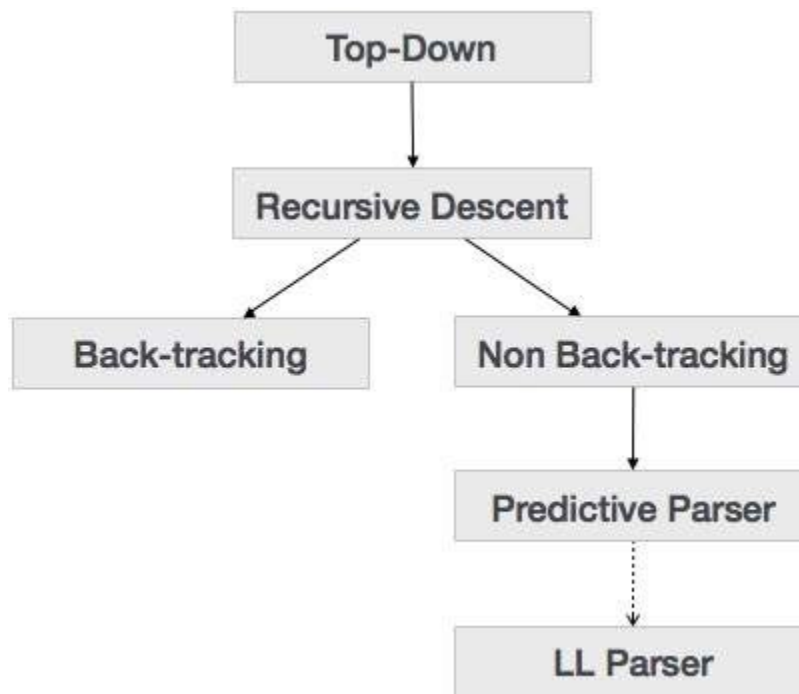 Top-Down
Recursive Descent
Back-tracking
Non Back-tracking
Predictive Parser
LL Parser